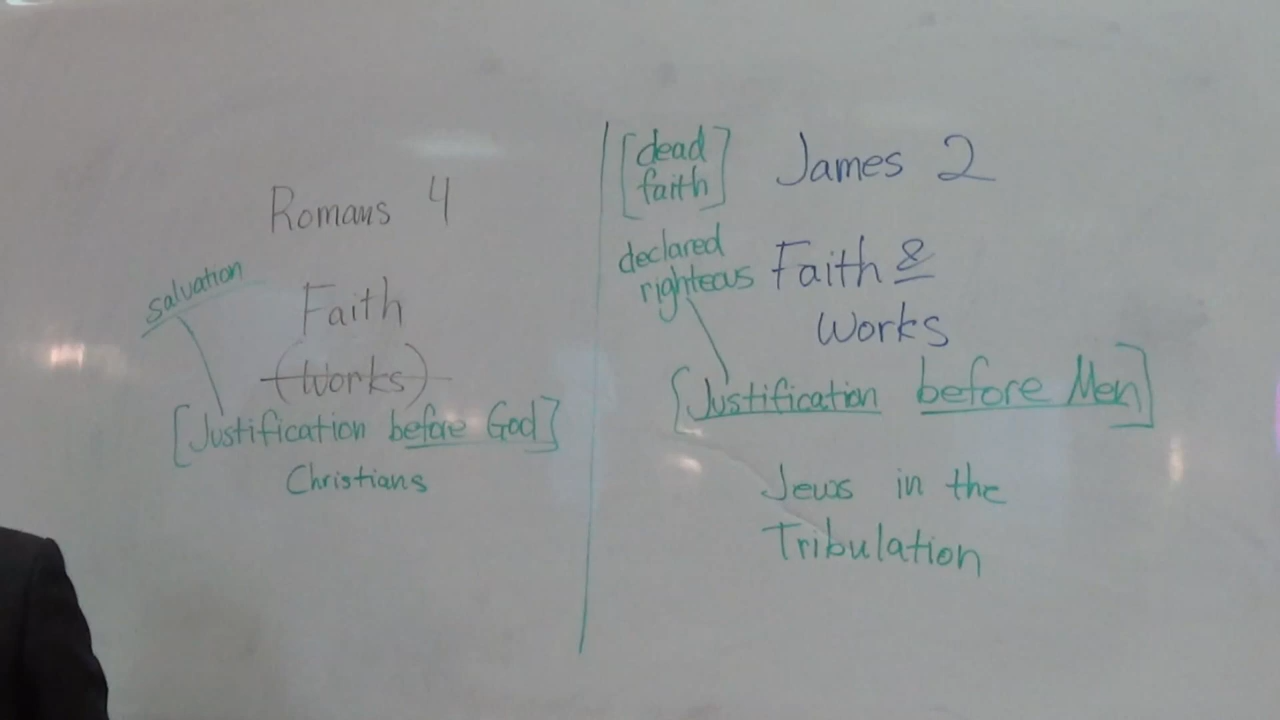 Romans 4
salvation
Faith
(Works)
[Justification before God]
Christians
[dead
faith]
James 2
declared
righteous
Faith &
Works
[Justification before Men]
Jews in the
Tribulation